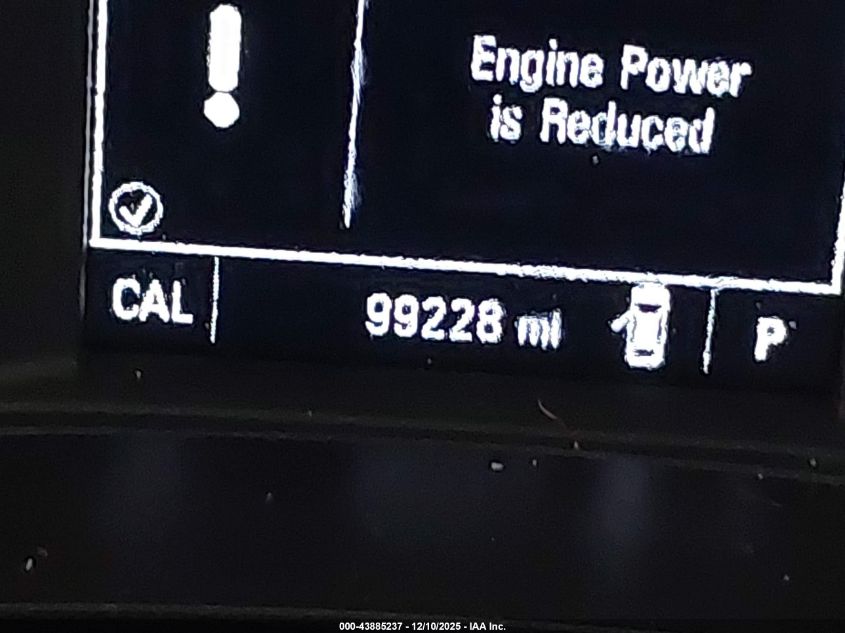 Engine Power
is Reduced
CAL 99228 mi P
000-43885237 - 12/10/2025 - IAA Inc.